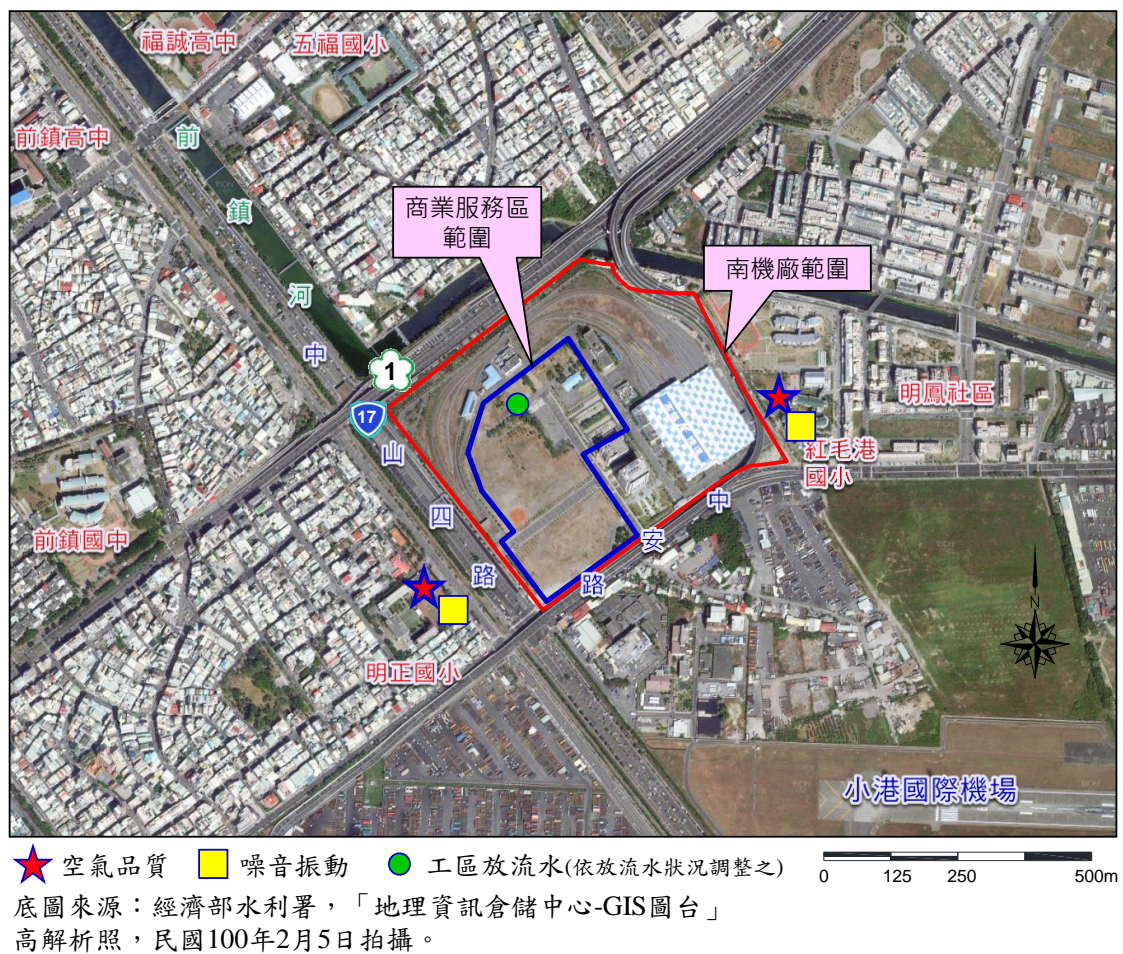 福誠高中
五福國小
前鎮高中
前
鎮
河
商業服務區
範圍
南機廠範圍
中
1
17
明鳳社區
山
紅毛港
國小
四
中
安
前鎮國中
路
路
N
明正國小
小港國際機場
空氣品質
噪音振動
工區放流水(依放流水狀況調整之)
0 125 250 500m
底圖來源：經濟部水利署，「地理資訊倉儲中心-GIS圖台」
高解析照，民國100年2月5日拍攝。